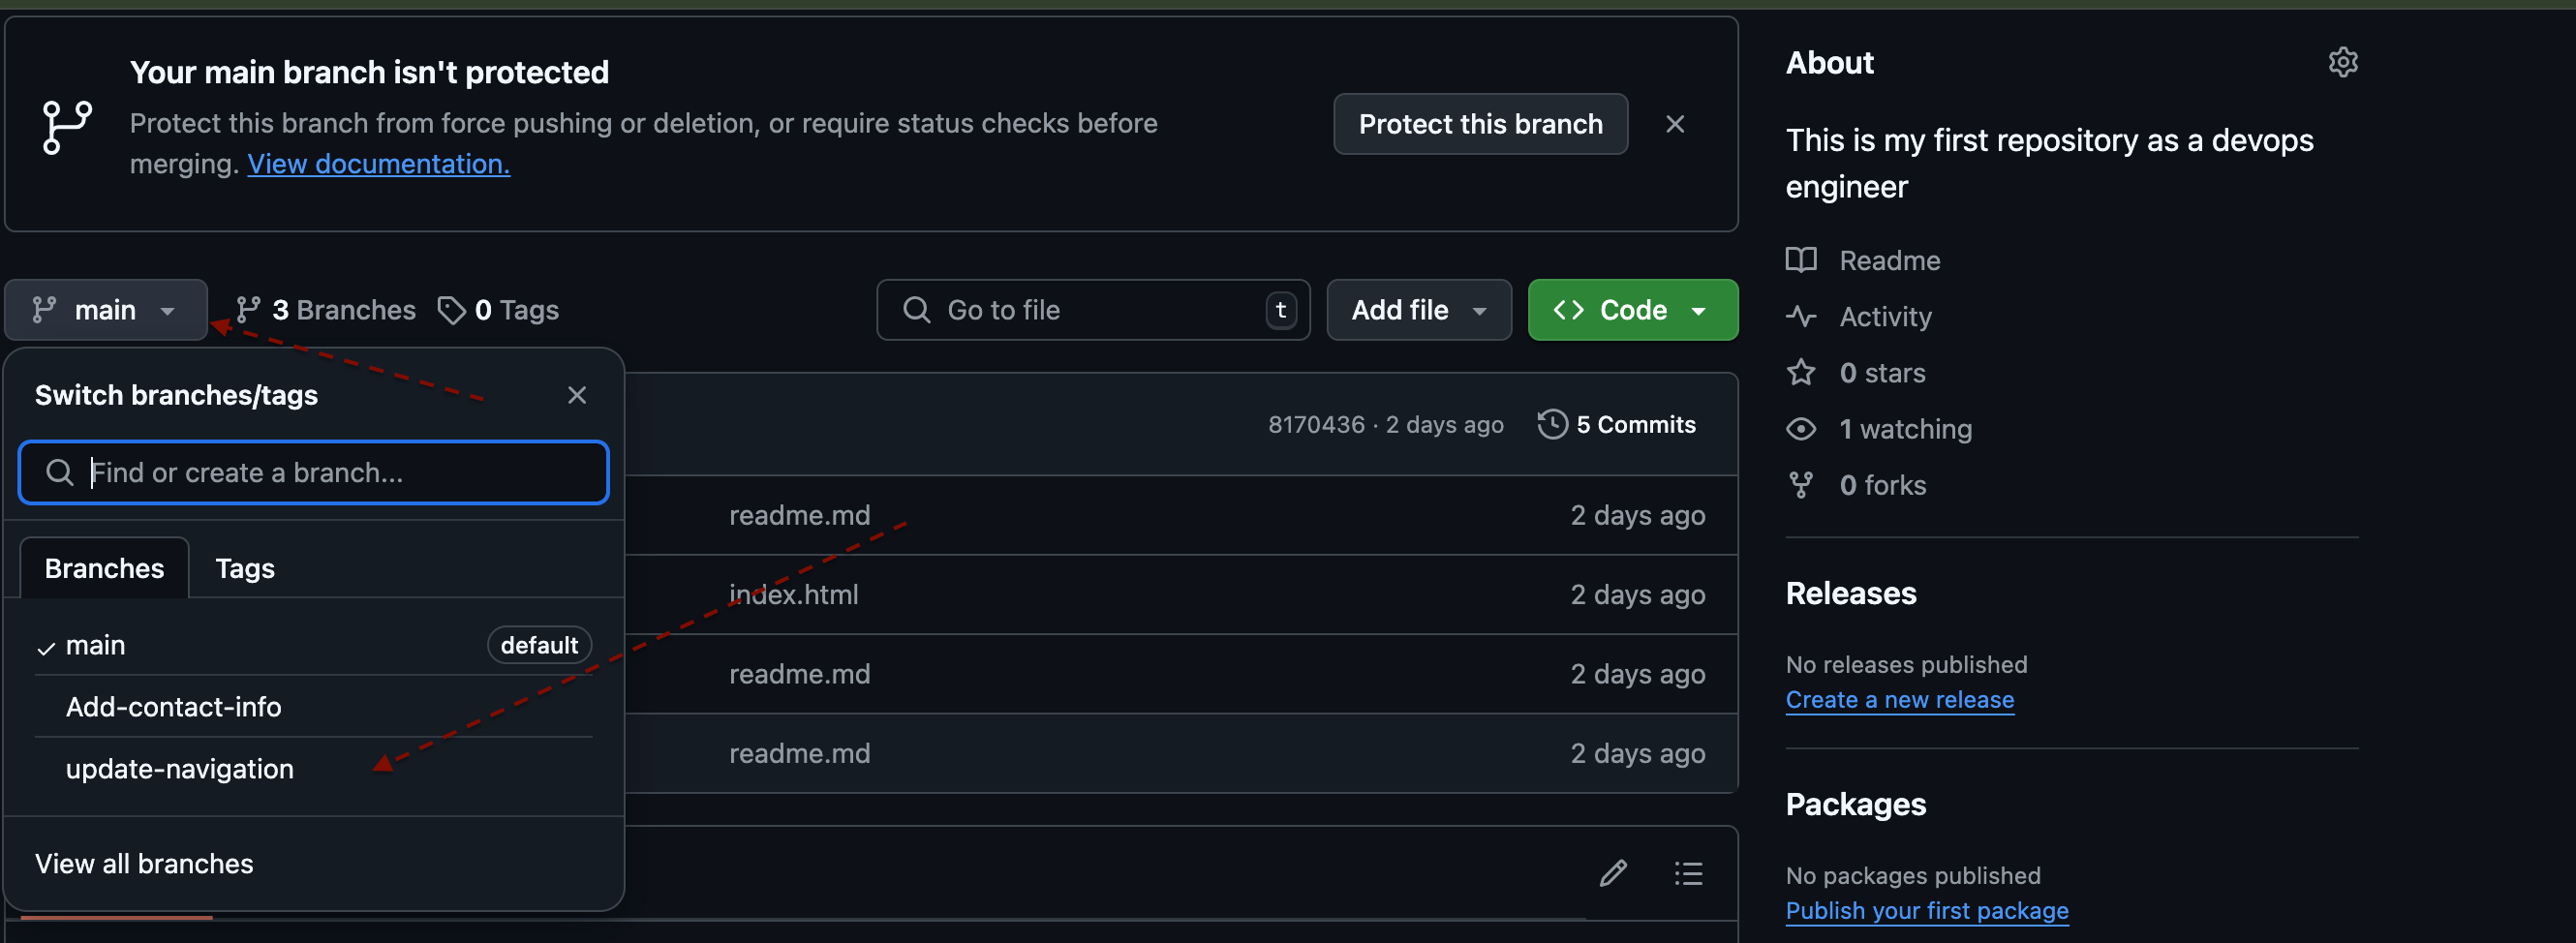 Your main branch isn't protected
Protect this branch from force pushing or deletion, or require status checks before
merging. View documentation.
Protect this branch
main
3 Branches
0 Tags
Go to file
t
Add file
Code
Switch branches/tags
Find or create a branch...
Branches
Tags
main
default
Add-contact-info
update-navigation
View all branches
8170436 · 2 days ago
5 Commits
readme.md
2 days ago
index.html
2 days ago
readme.md
2 days ago
readme.md
2 days ago
About
This is my first repository as a devops
engineer
Readme
Activity
0 stars
1 watching
0 forks
Releases
No releases published
Create a new release
Packages
No packages published
Publish your first package